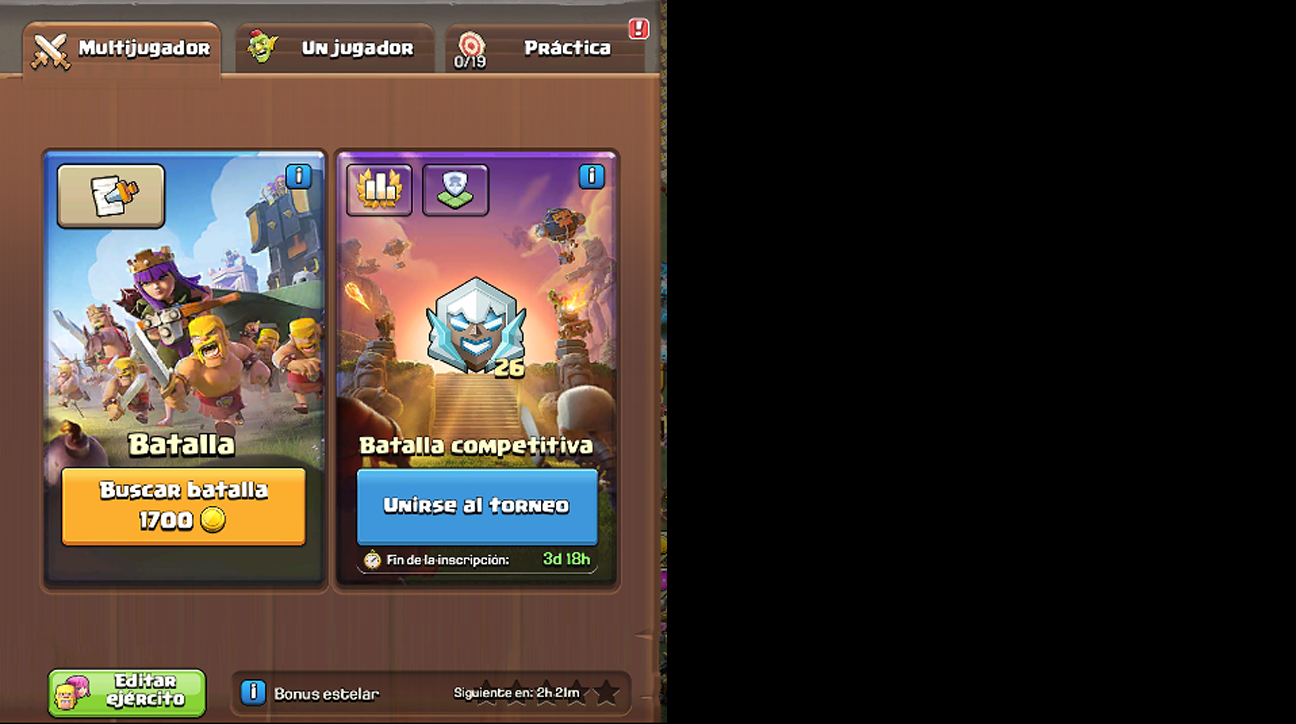 Multijugador
Un jugador
Práctica
0/19
26
Batalla
Buscar batalla
1700
Batalla competitiva
Unirse al torneo
Fin de la inscripción: 3d 18h
Editar
ejército
Bonus estelar
Siguiente en: 2h 21m